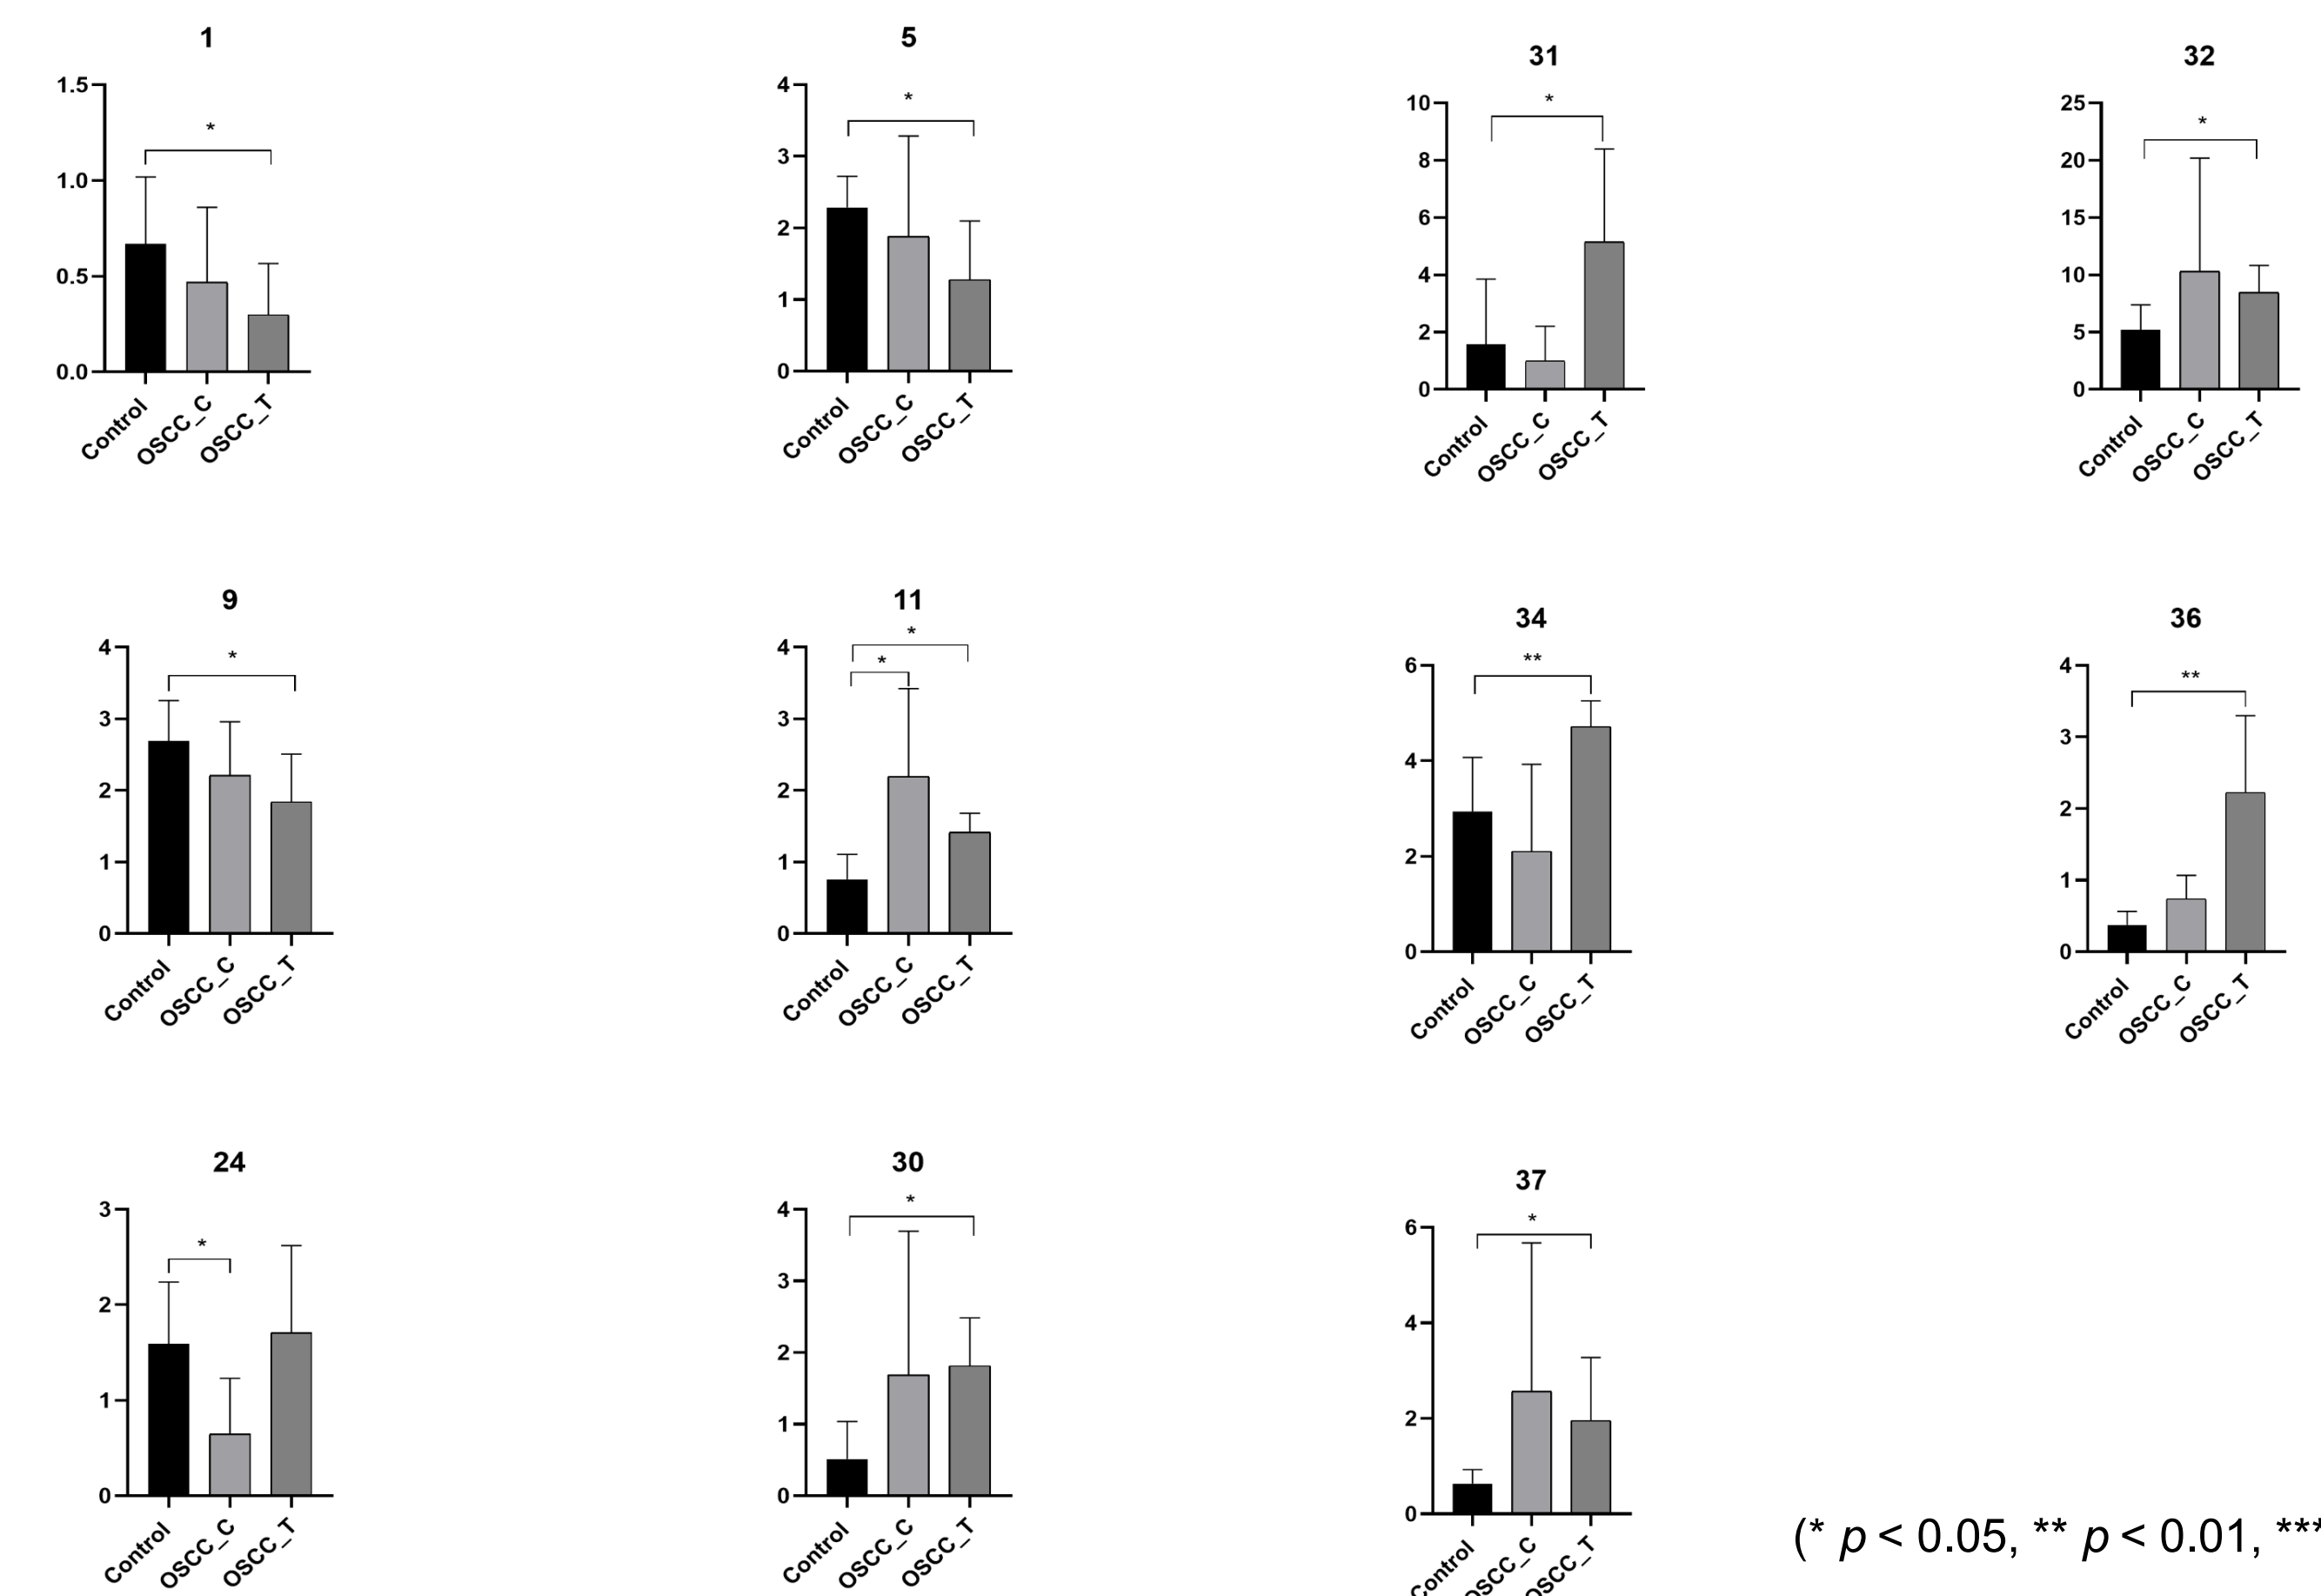 1
*
1.5
1.0
0.5
0.0
Control
OSCC_C
OSCC_T
5
*
4
3
2
1
0
Control
OSCC_C
OSCC_T
31
*
10
8
6
4
2
0
Control
OSCC_C
OSCC_T
32
*
25
20
15
10
5
0
Control
OSCC_C
OSCC_T
9
*
4
3
2
1
0
Control
OSCC_C
OSCC_T
11
*
*
4
3
2
1
0
Control
OSCC_C
OSCC_T
34
**
6
4
2
0
Control
OSCC_C
OSCC_T
36
**
4
3
2
1
0
Control
OSCC_C
OSCC_T
24
*
3
2
1
0
Control
OSCC_C
OSCC_T
30
*
4
3
2
1
0
Control
OSCC_C
OSCC_T
37
*
6
4
2
0
Control
OSCC_C
OSCC_T
(* p < 0.05, ** p < 0.01, ***